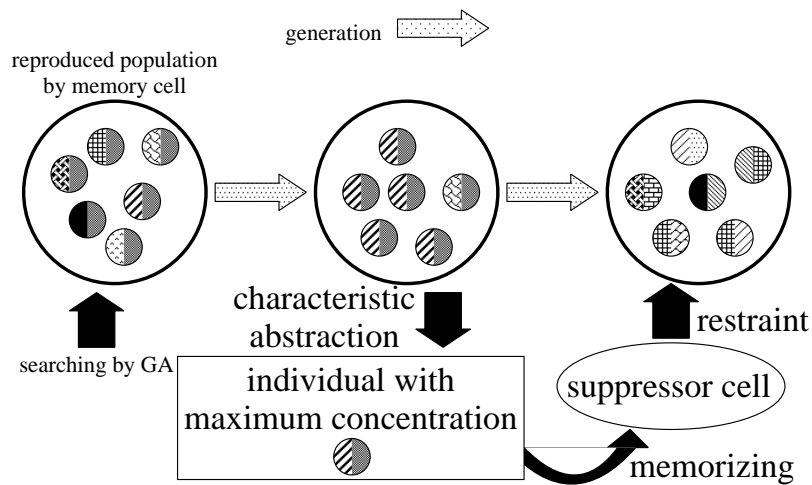 generation
reproduced population
by memory cell
characteristic
abstraction
restraint
searching by GA
individual with
maximum concentration
suppressor cell
memorizing